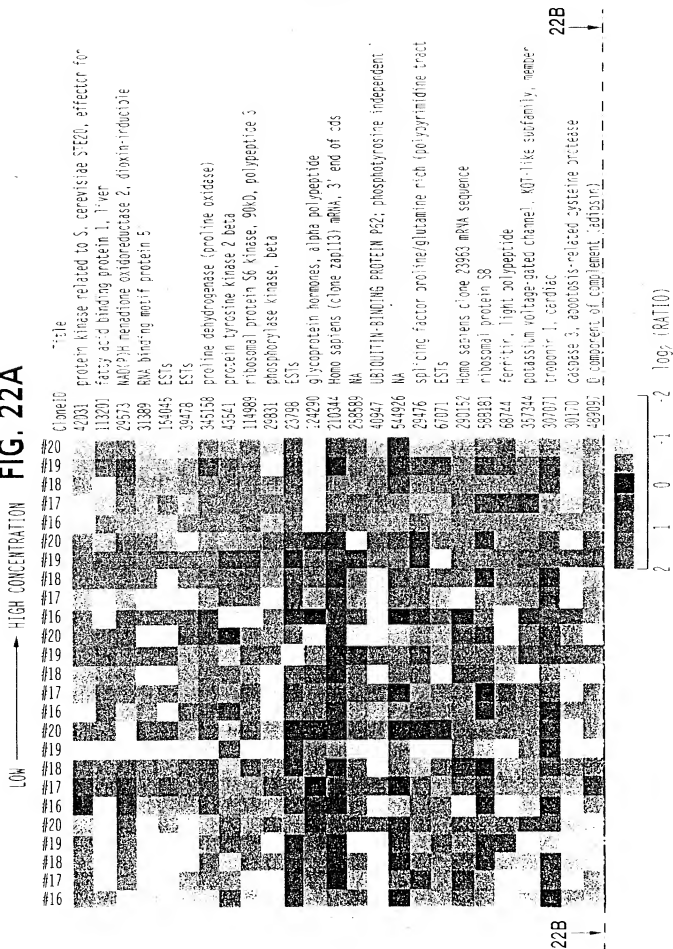 FIG. 22A
LOW HIGH CONCENTRATION
#16 #17 #18 #19 #20 #16 #17 #18 #19 #20 #16 #17 #18 #19 #20 #16 #17 #18 #19 #20 #16 #17 #18 #19 #20
CloneID Title
42031 protein kinase related to S. cerevisiae STE20, effector for
113201 fatty acid binding protein 1, liver
29573 NAD(P)H menadione oxidoreductase 2, dioxin-inducible
31389 RNA binding motif protein 5
154045 ESTs
39478 ESTs
345158 proline dehydrogenase (proline oxidase)
43541 protein tyrosine kinase 2 beta
114989 ribosomal protein S6 kinase, 90kD, polypeptide 3
29831 phosphorylase kinase, beta
23798 ESTs
124290 glycoprotein hormones, alpha polypeptide
210344 Homo sapiens (clone zap113) mRNA, 3' end of cds
258589 NA
40947 UBIQUITIN-BINDING PROTEIN P62; phosphotyrosine independent
544926 NA
29476 splicing factor proline/glutamine rich (polypyrimidine tract
67071 ESTs
290152 Homo sapiens clone 23963 mRNA sequence
589181 ribosomal protein S8
68744 ferritin, light polypeptide
357344 potassium voltage-gated channel, KQT-like subfamily, member
307071 troponin I, cardiac
30170 caspase 3, apoptosis-related cysteine protease
489091 D component of complement (adipsin)
22B 22B
2 1 0 -1 -2
log₂ (RATIO)